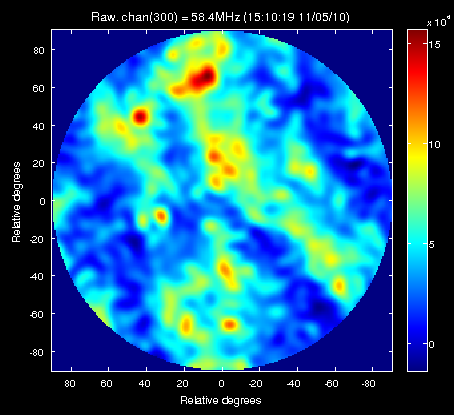 Raw. chan(300) = 58.4MHz (15:10:19 11/05/10)
x 10⁴
80
60
40
20
0
-20
-40
-60
-80
Relative degrees
80 60 40 20 0 -20 -40 -60 -80
Relative degrees
15
10
5
0